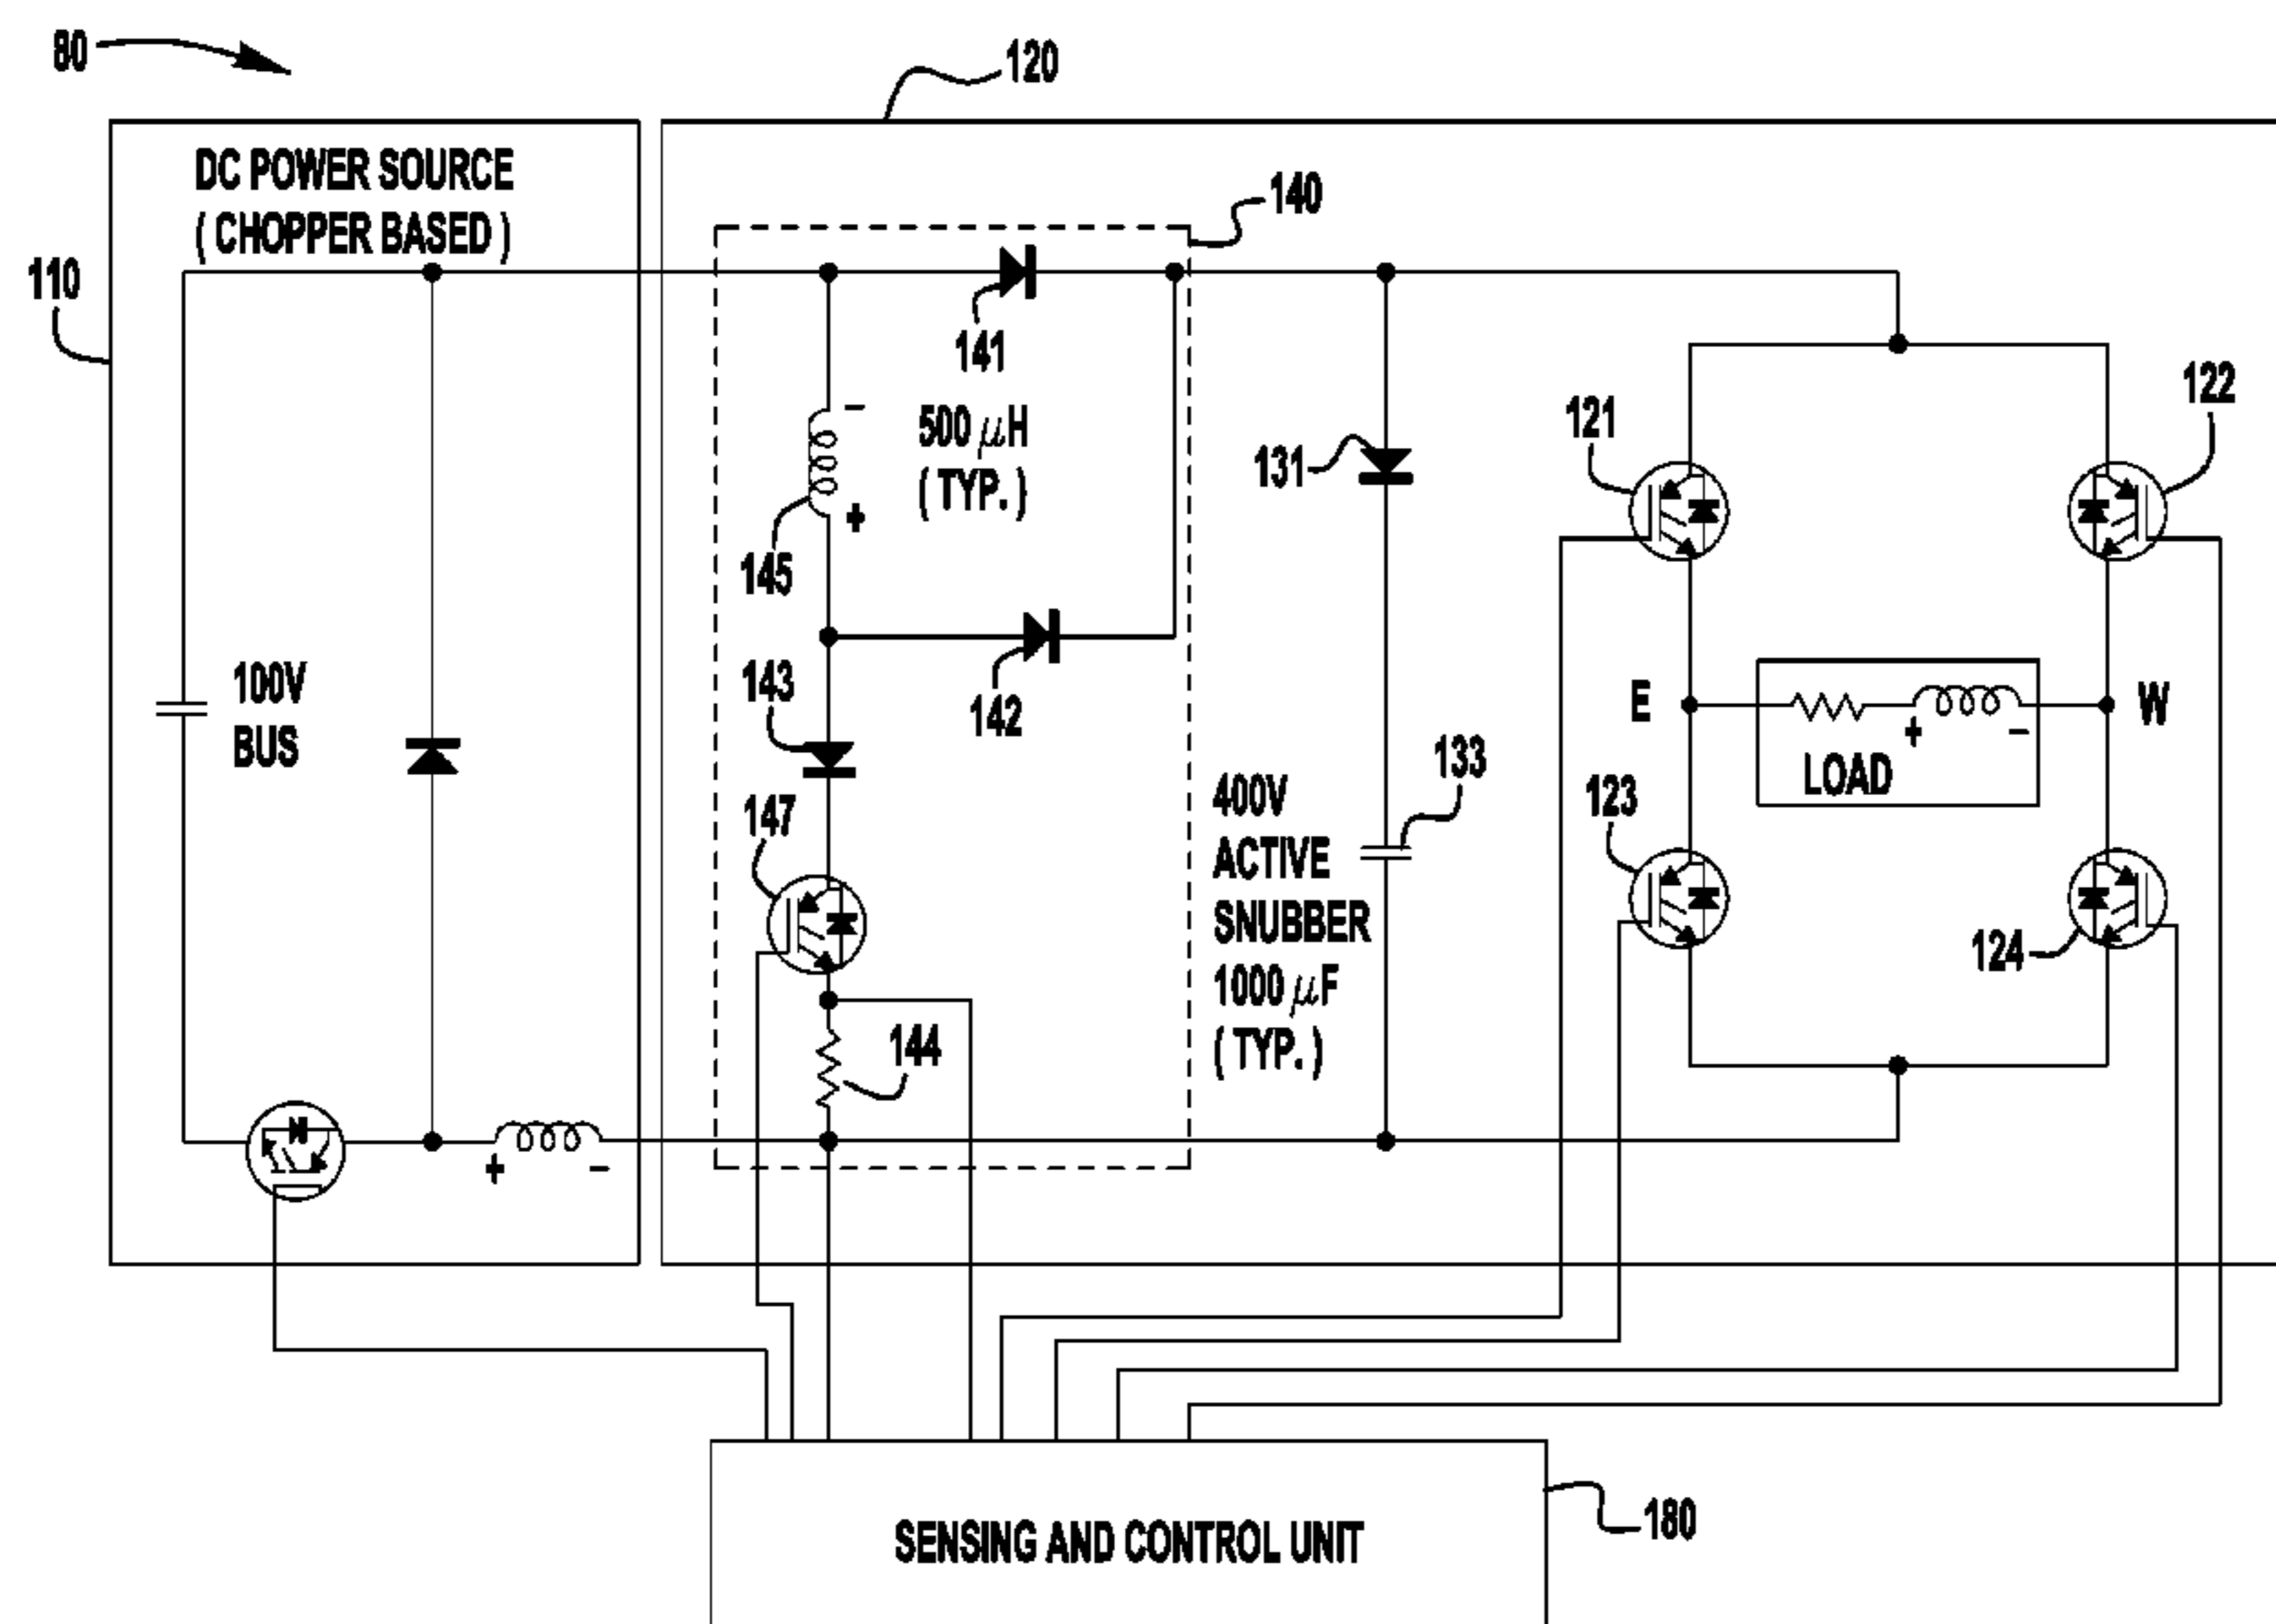 80
120
DC POWER SOURCE
( CHOPPER BASED )
110
140
141
500 μH
( TYP. )
- 
+
145
142
143
147
144
100V
BUS
+ -
131
133
400V
ACTIVE
SNUBBER
1000 μF
( TYP. )
121
122
E
W
+ -
LOAD
123
124
SENSING AND CONTROL UNIT
180